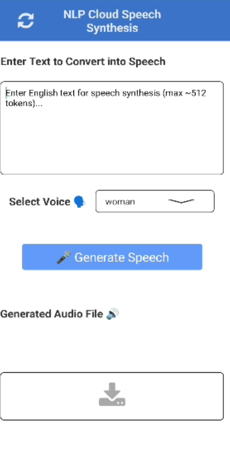 NLP Cloud Speech
Synthesis
Enter Text to Convert into Speech
Enter English text for speech synthesis (max ~512
tokens)...
Select Voice 🗣️
woman
🎤 Generate Speech
Generated Audio File 🔊